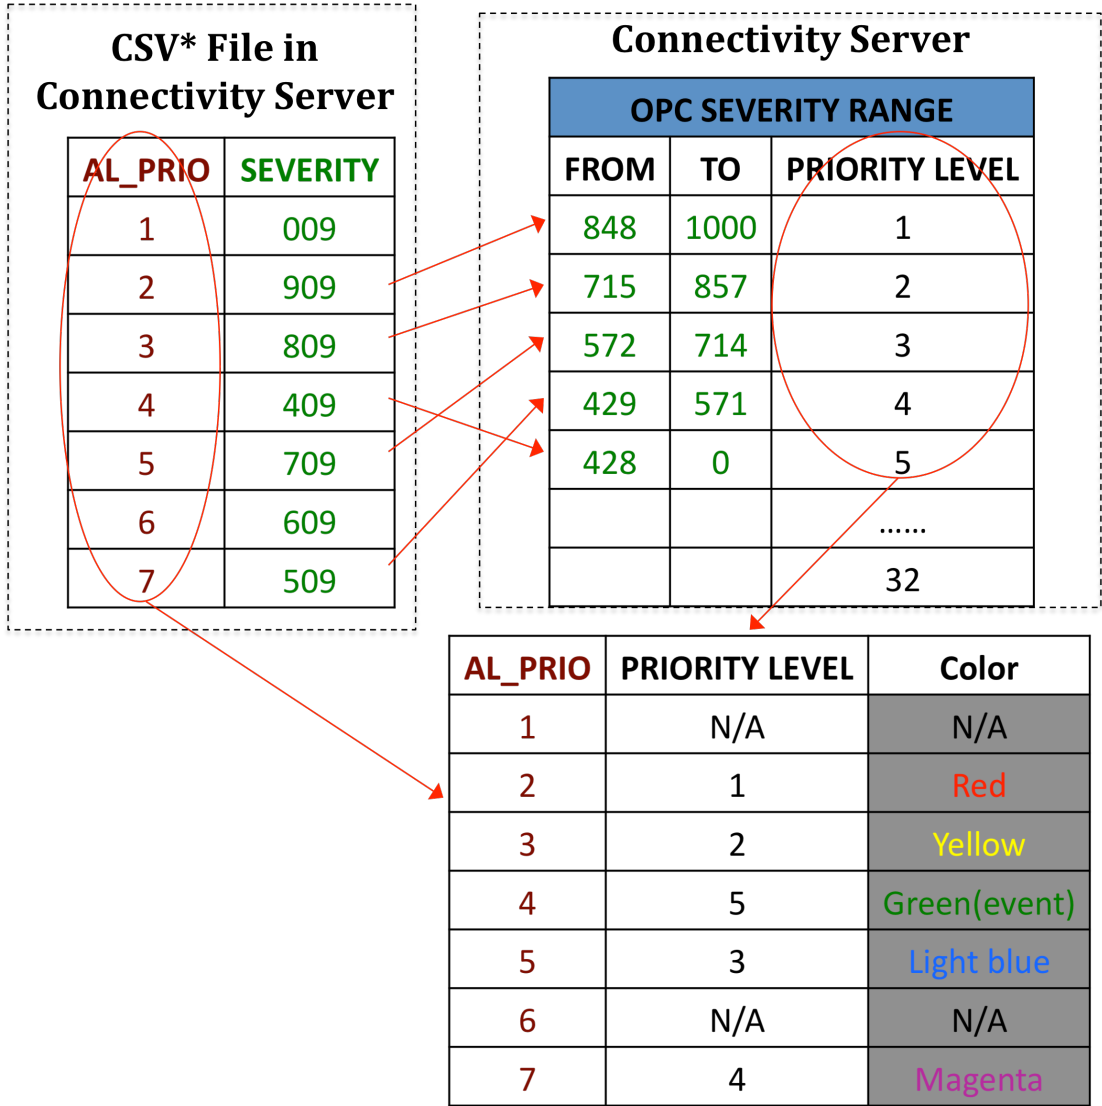 CSV* File in
Connectivity Server
AL_PRIO SEVERITY
1 009
2 909
3 809
4 409
5 709
6 609
7 509
Connectivity Server
OPC SEVERITY RANGE
FROM TO PRIORITY LEVEL
848 1000 1
715 857 2
572 714 3
429 571 4
428 0 5
......
32
AL_PRIO PRIORITY LEVEL Color
1 N/A N/A
2 1 Red
3 2 Yellow
4 5 Green(event)
5 3 Light blue
6 N/A N/A
7 4 Magenta